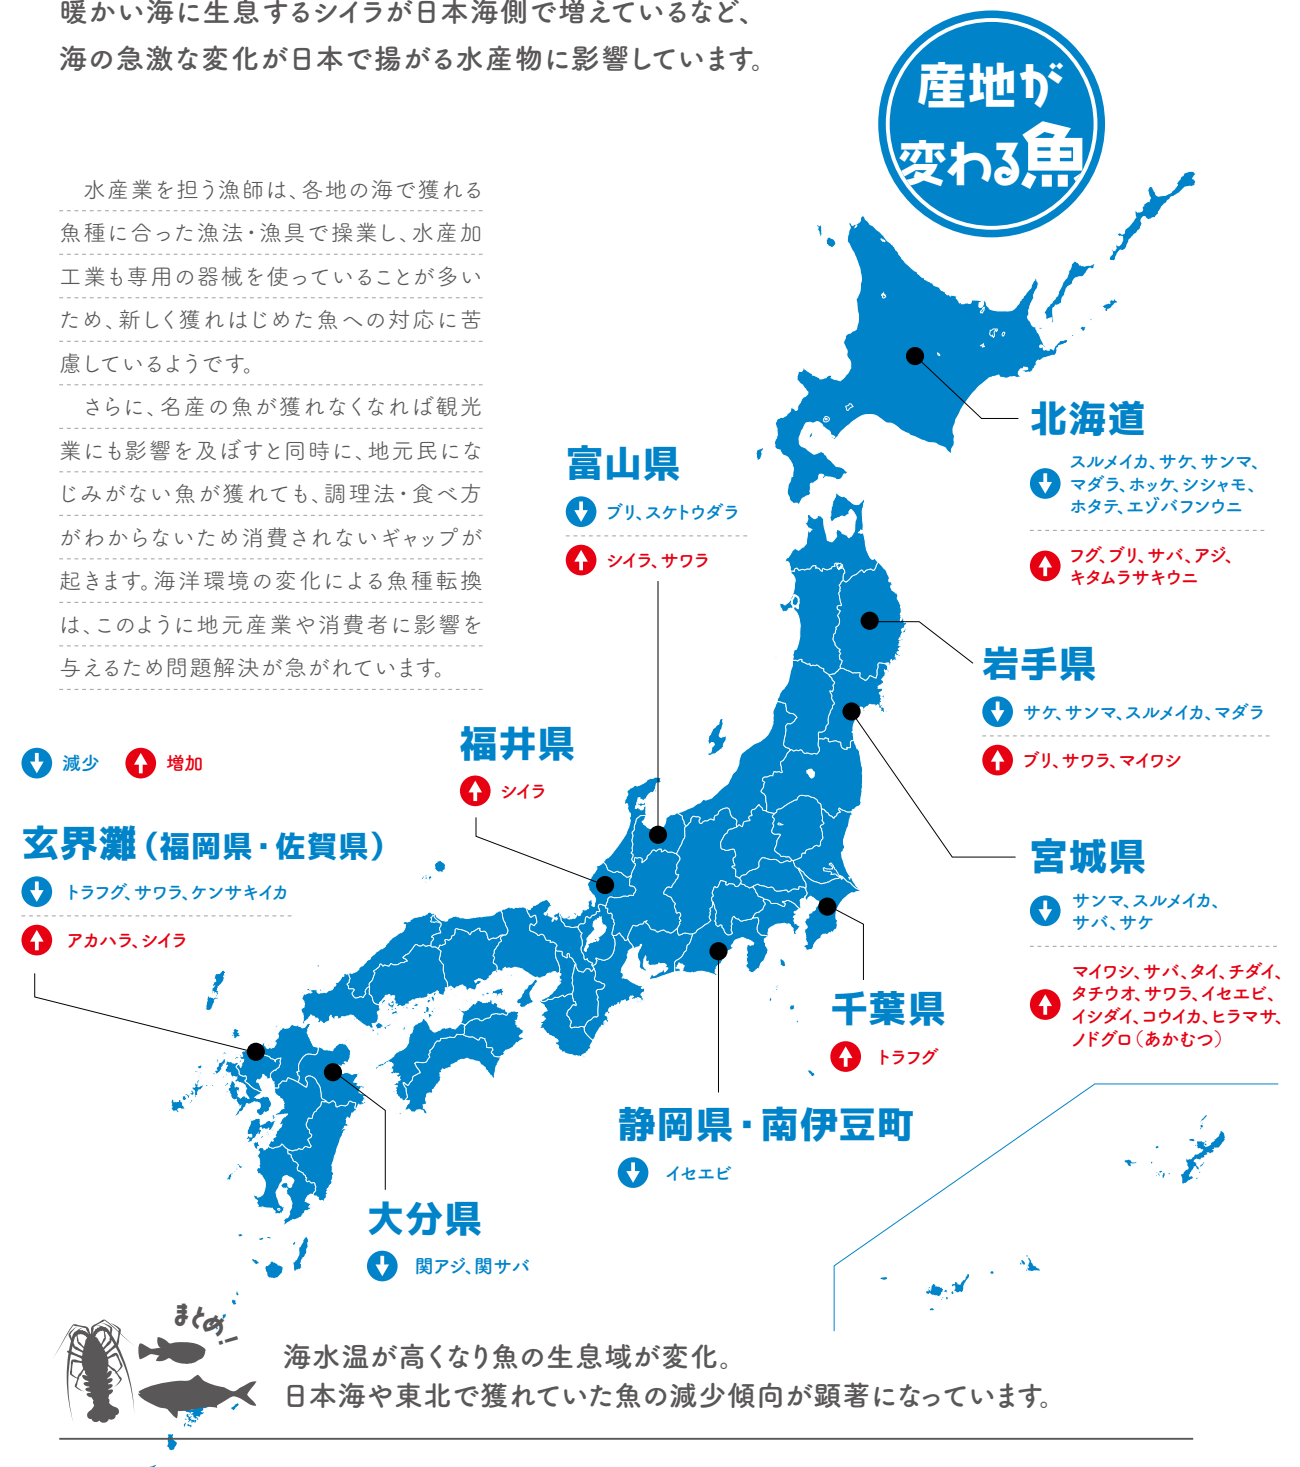 暖かい海に生息するシイラが日本海側で増えているなど、
海の急激な変化が日本で揚がる水産物に影響しています。
産地が
変わる魚
水産業を担う漁師は、各地の海で獲れる
魚種に合った漁法・漁具で操業し、水産加
工業も専用の器械を使っていることが多い
ため、新しく獲れはじめた魚への対応に苦
慮しているようです。
さらに、名産の魚が獲れなくなれば観光
業にも影響を及ぼすと同時に、地元民にな
じみがない魚が獲れても、調理法・食べ方
がわからないため消費されないギャップが
起きます。海洋環境の変化による魚種転換
は、このように地元産業や消費者に影響を
与えるため問題解決が急がれています。
北海道
スルメイカ、サケ、サンマ、
マダラ、ホッケ、シシャモ、
ホタテ、エゾバフンウニ
フグ、ブリ、サバ、アジ、
キタムラサキウニ
富山県
ブリ、スケトウダラ
シイラ、サワラ
岩手県
サケ、サンマ、スルメイカ、マダラ
ブリ、サワラ、マイワシ
福井県
シイラ
減少
増加
玄界灘（福岡県・佐賀県）
トラフグ、サワラ、ケンサキイカ
アカハラ、シイラ
宮城県
サンマ、スルメイカ、
サバ、サケ
マイワシ、サバ、タイ、チダイ、
タチウオ、サワラ、イセエビ、
イシダイ、コウイカ、ヒラマサ、
ノドグロ（あかむつ）
千葉県
トラフグ
静岡県・南伊豆町
イセエビ
大分県
関アジ、関サバ
まとめ！
海水温が高くなり魚の生息域が変化。
日本海や東北で獲れていた魚の減少傾向が顕著になっています。